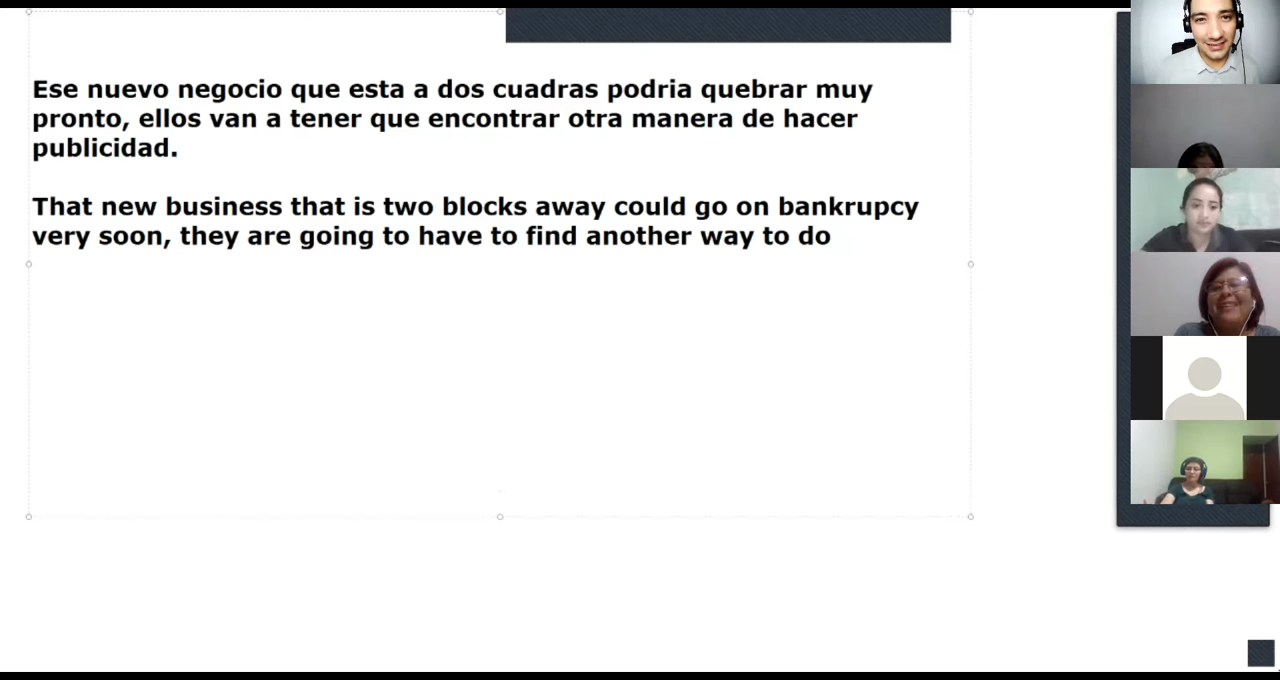 Ese nuevo negocio que esta a dos cuadras podria quebrar muy
pronto, ellos van a tener que encontrar otra manera de hacer
publicidad.
That new business that is two blocks away could go on bankrupcy
very soon, they are going to have to find another way to do